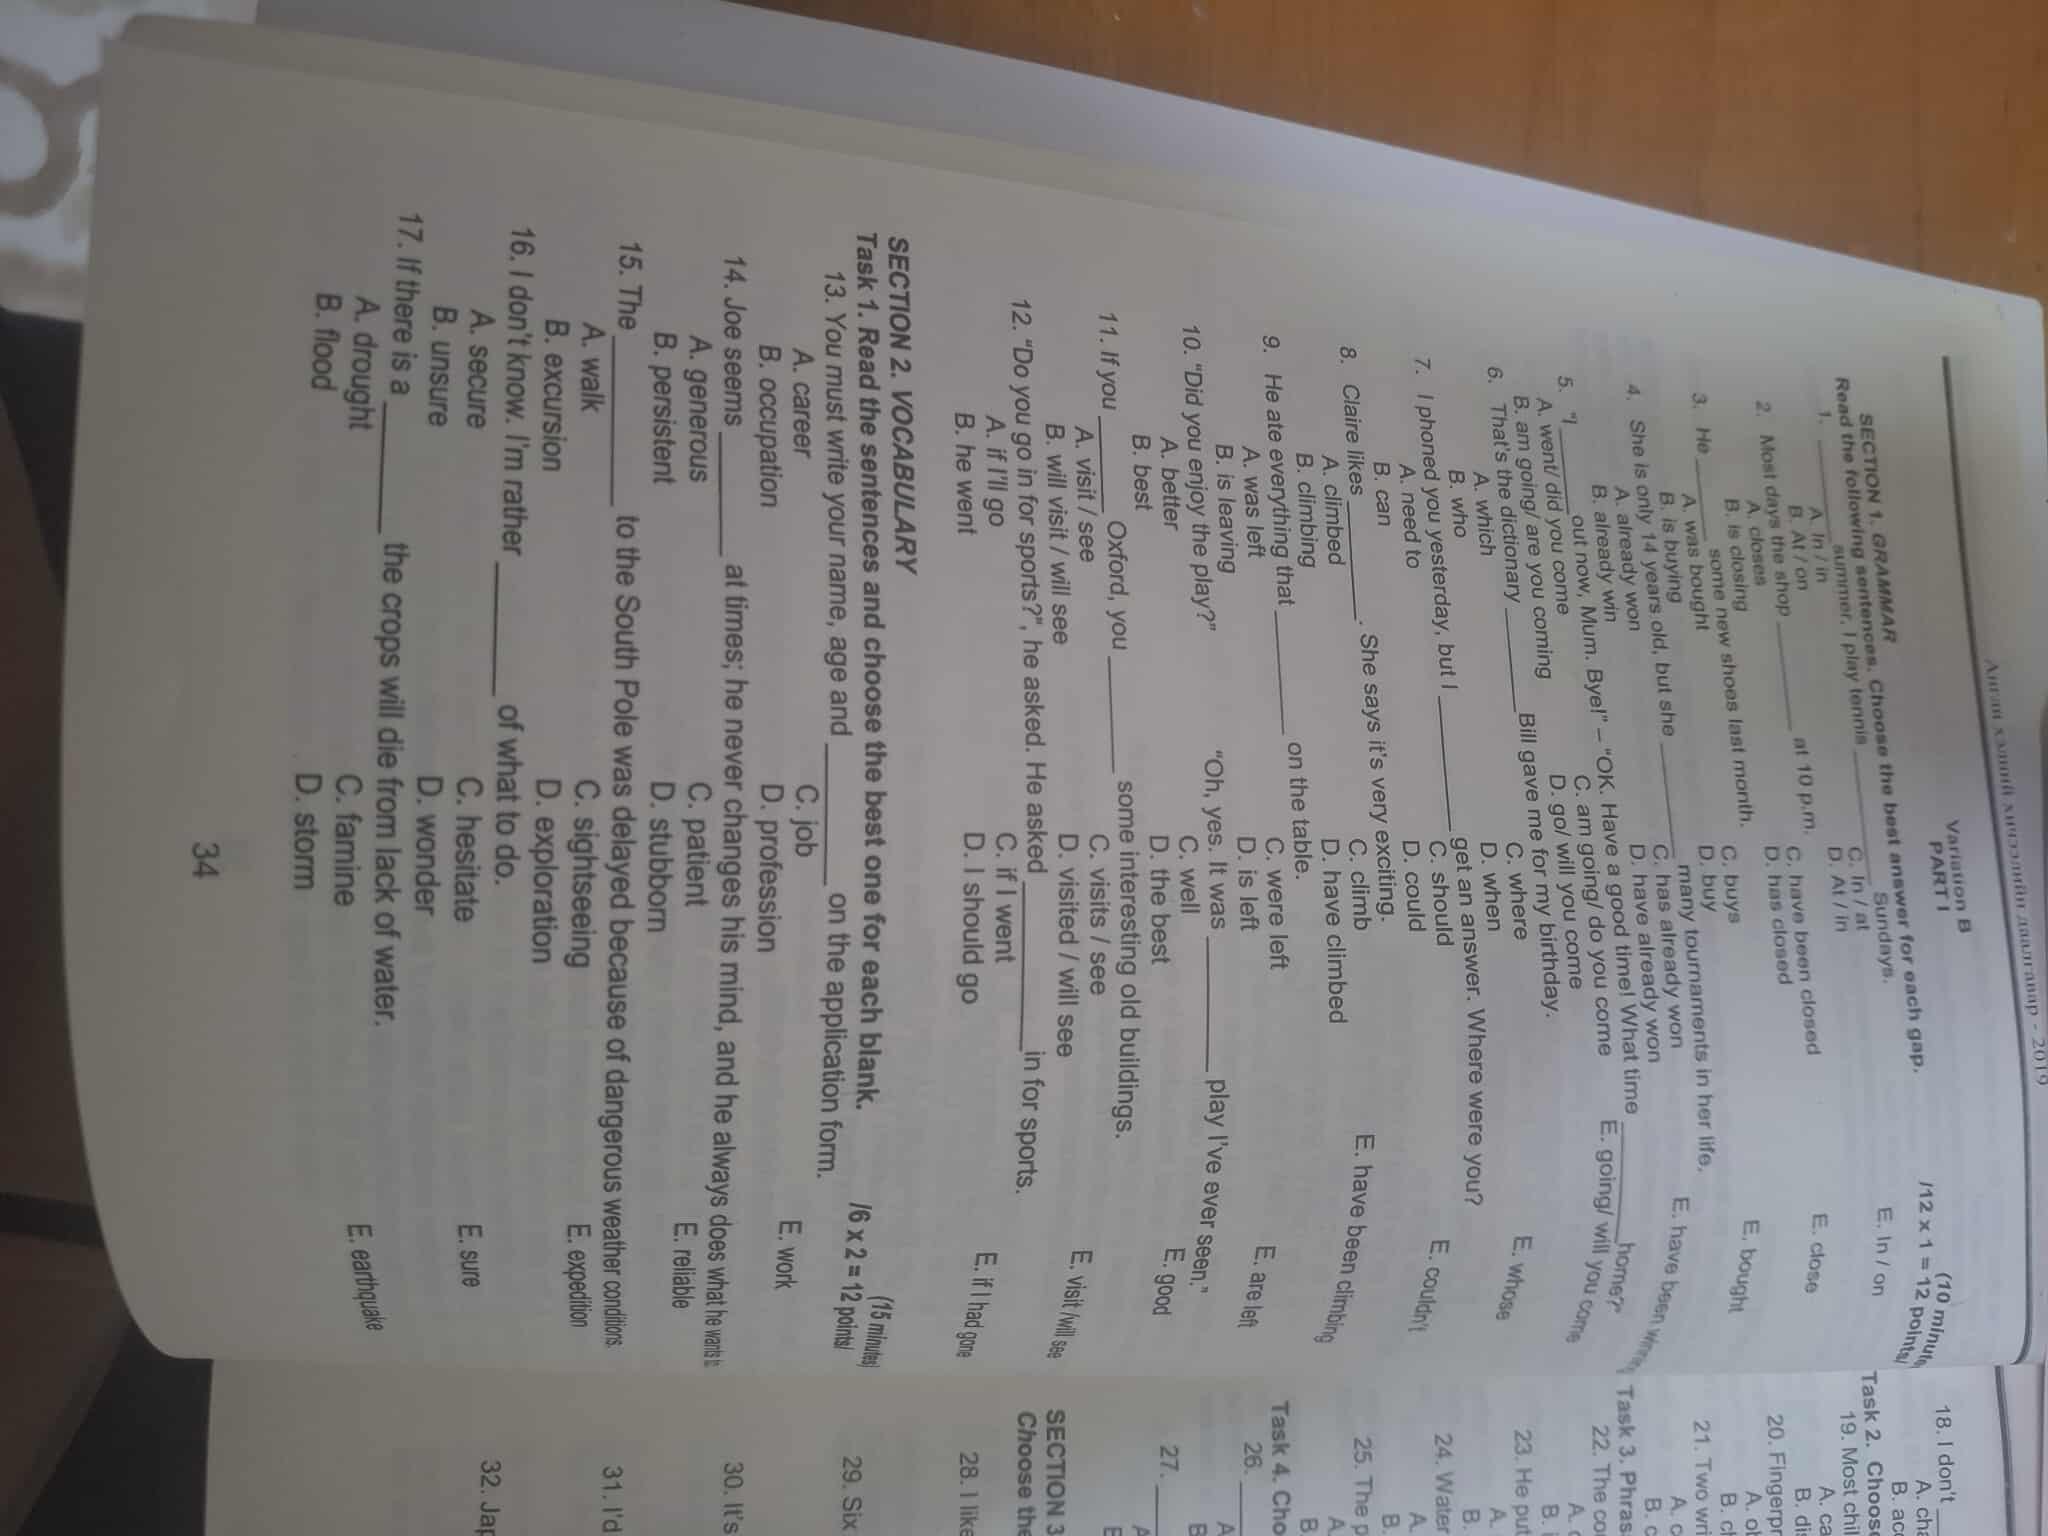 Англи хэлний хичээлийн даалгавар - 2019
Variation B
PART I
(10 minute
SECTION 1. GRAMMAR
/12 x 1 = 12 points/
Read the following sentences. Choose the best answer for each gap.
1. ________ summer, I play tennis ________ Sundays.
A. In / in
C. In / at
E. In / on
B. At / on
D. At / in
2. Most days the shop ________ at 10 p.m.
A. closes
C. have been closed
E. close
B. is closing
D. has closed
3. He ________ some new shoes last month.
A. was bought
C. buys
E. bought
B. is buying
D. buy
4. She is only 14 years old, but she ________ many tournaments in her life.
A. already won
C. has already won
E. have been winning
B. already win
D. have already won
5. "I ________ out now, Mum. Bye!" – "OK. Have a good time! What time ________ home?"
A. went/ did you come
C. am going/ do you come
E. going/ will you come
B. am going/ are you coming
D. go/ will you come
6. That's the dictionary ________ Bill gave me for my birthday.
A. which
C. where
E. whose
B. who
D. when
7. I phoned you yesterday, but I ________ get an answer. Where were you?
A. need to
C. should
E. couldn't
B. can
D. could
8. Claire likes ________. She says it's very exciting.
A. climbed
C. climb
E. have been climbing
B. climbing
D. have climbed
9. He ate everything that ________ on the table.
A. was left
C. were left
E. are left
B. is leaving
D. is left
10. "Did you enjoy the play?" "Oh, yes. It was ________ play I've ever seen."
A. better
C. well
E. good
B. best
D. the best
11. If you ________ Oxford, you ________ some interesting old buildings.
A. visit / see
C. visits / see
E. visit /will see
B. will visit / will see
D. visited / will see
12. "Do you go in for sports?", he asked. He asked ________ in for sports.
A. if I'll go
C. if I went
E. if I had gone
B. he went
D. I should go
SECTION 2. VOCABULARY
(15 minutes)
Task 1. Read the sentences and choose the best one for each blank.
/6 x 2 = 12 points/
13. You must write your name, age and ________ on the application form.
A. career
C. job
E. work
B. occupation
D. profession
14. Joe seems ________ at times; he never changes his mind, and he always does what he wants to
A. generous
C. patient
E. reliable
B. persistent
D. stubborn
15. The ________ to the South Pole was delayed because of dangerous weather conditions.
A. walk
C. sightseeing
E. expedition
B. excursion
D. exploration
16. I don't know. I'm rather ________ of what to do.
A. secure
C. hesitate
E. sure
B. unsure
D. wonder
17. If there is a ________ the crops will die from lack of water.
A. drought
C. famine
E. earthquake
B. flood
D. storm
34
18. I don't
A. cha
B. acc
Task 2. Choose
19. Most chil
A. ca
B. dis
20. Fingerpr
A. ob
B. ch
21. Two wri
A. c
B. c
Task 3. Phras
22. The co
A.
B.
23. He put
A.
B.
24. Water
A.
B.
25. The p
A.
B.
Task 4. Cho
26.
A
B
27.
SECTION 3
Choose the
28. I like
29. Six
30. It's
31. I'd
32. Jap